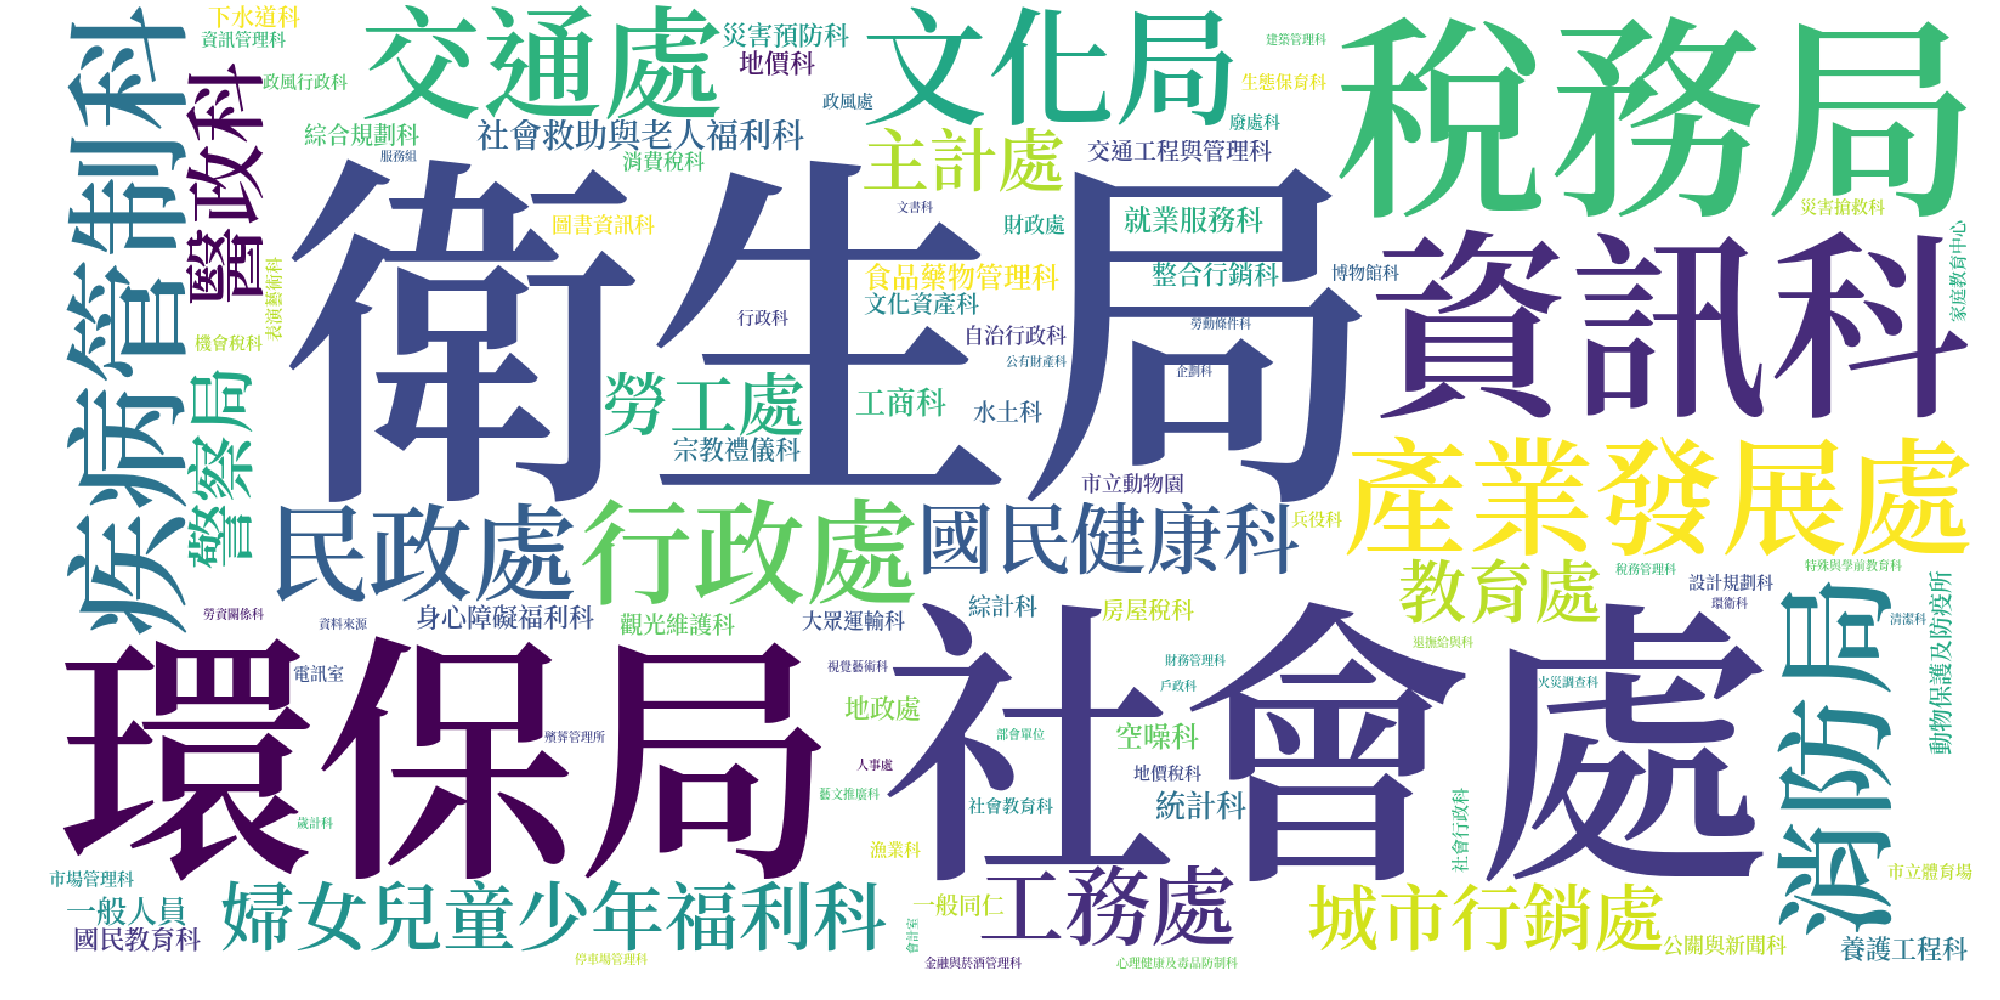 下水道科
資訊管理科
疾病管制科
醫政科
政風行政科
交通處
災害預防科
地價科
文化局
建築管理科
生態保育科
稅務局
政風處
廢處科
綜合規劃科
服務組
社會救助與老人福利科
消費稅科
主計處
交通工程與管理科
衛生局
文書科
圖書資訊科
財政處
就業服務科
災害搶救科
家庭教育中心
資訊科
表演藝術科
食品藥物管理科
整合行銷科
博物館科
文化資產科
行政科
自治行政科
勞動條件科
機會稅科
公有財產科
企劃科
警察局
勞工處
工商科
水土科
宗教禮儀科
產業發展處
市立動物園
民政處
行政處
國民健康科
兵役科
教育處
稅務管理科
特殊與學前教育科
設計規劃科
動物保護及防疫所
勞資關係科
資料來源
身心障礙福利科
觀光維護科
大眾運輸科
綜計科
房屋稅科
環衛科
清潔科
消防局
環保局
社會處
退撫給與科
電訊室
視覺藝術科
財務管理科
戶政科
火災調查科
地政處
殯葬管理所
部會單位
空噪科
人事處
地價稅科
藝文推廣科
社會教育科
統計科
社會行政科
歲計科
漁業科
市場管理科
市立體育場
一般人員
婦女兒童少年福利科
一般同仁
工務處
城市行銷處
國民教育科
會計室
公關與新聞科
養護工程科
停車場管理科
金融與菸酒管理科
心理健康及毒品防制科